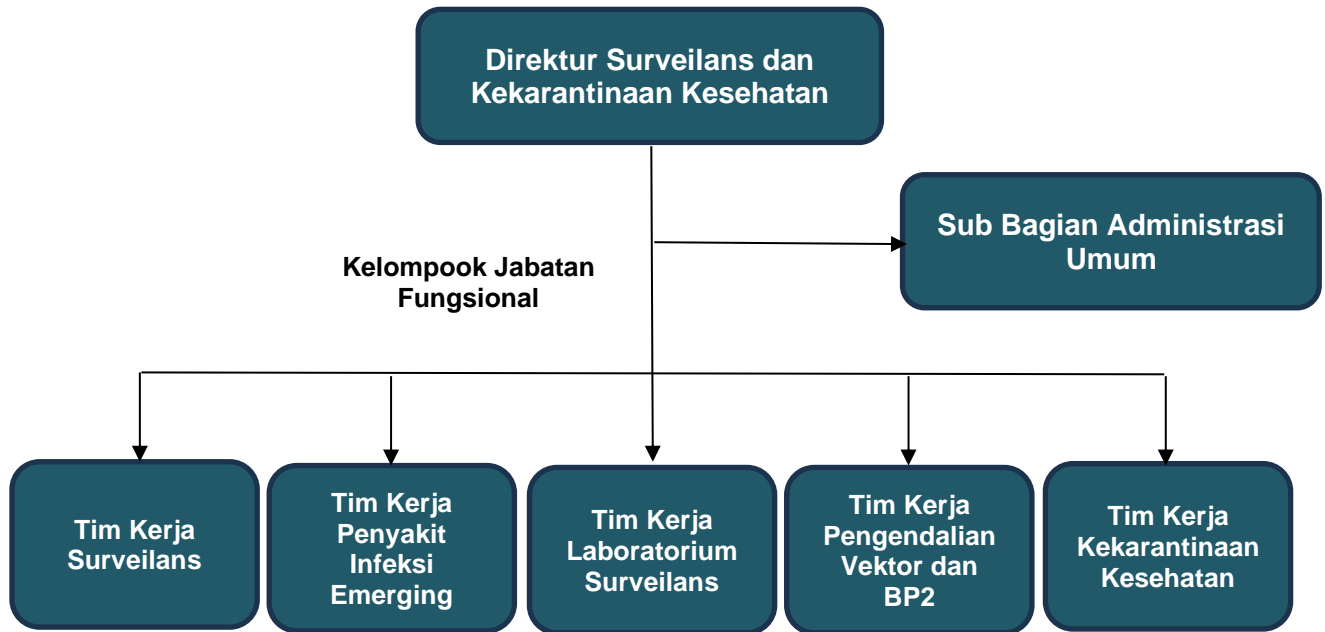 Direktur Surveilans dan
Kekarantinaan Kesehatan
Sub Bagian Administrasi
Umum
Kelompook Jabatan
Fungsional
Tim Kerja
Surveilans
Tim Kerja
Penyakit
Infeksi
Emerging
Tim Kerja
Laboratorium
Surveilans
Tim Kerja
Pengendalian
Vektor dan
BP2
Tim Kerja
Kekarantinaan
Kesehatan